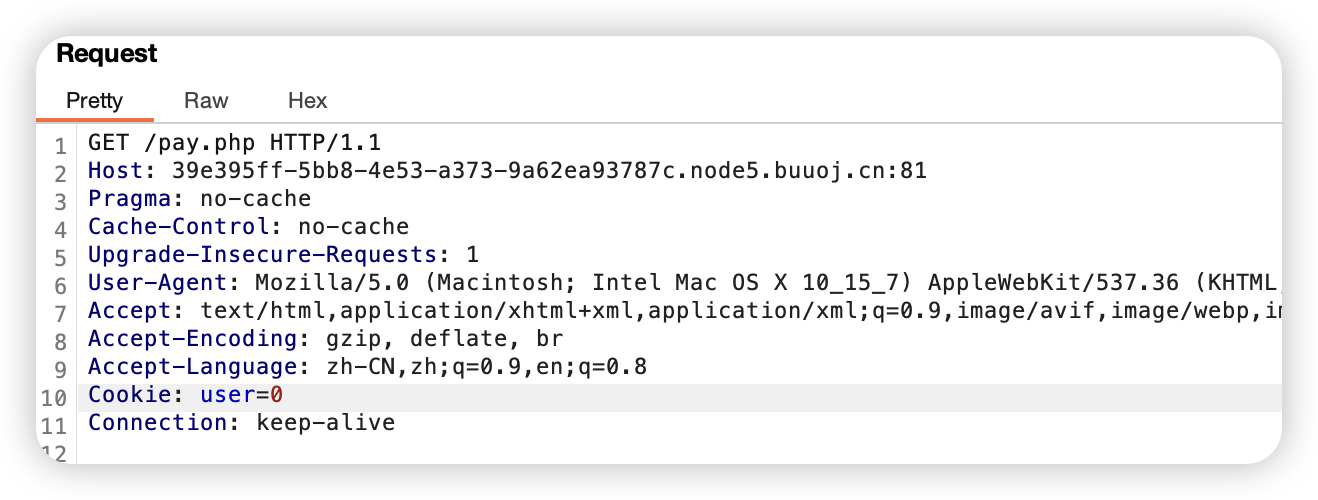 Request
Pretty Raw Hex
1 GET /pay.php HTTP/1.1
2 Host: 39e395ff-5bb8-4e53-a373-9a62ea93787c.node5.buuoj.cn:81
3 Pragma: no-cache
4 Cache-Control: no-cache
5 Upgrade-Insecure-Requests: 1
6 User-Agent: Mozilla/5.0 (Macintosh; Intel Mac OS X 10_15_7) AppleWebKit/537.36 (KHTML,
7 Accept: text/html,application/xhtml+xml,application/xml;q=0.9,image/avif,image/webp,
8 Accept-Encoding: gzip, deflate, br
9 Accept-Language: zh-CN,zh;q=0.9,en;q=0.8
10 Cookie: user=0
11 Connection: keep-alive
12